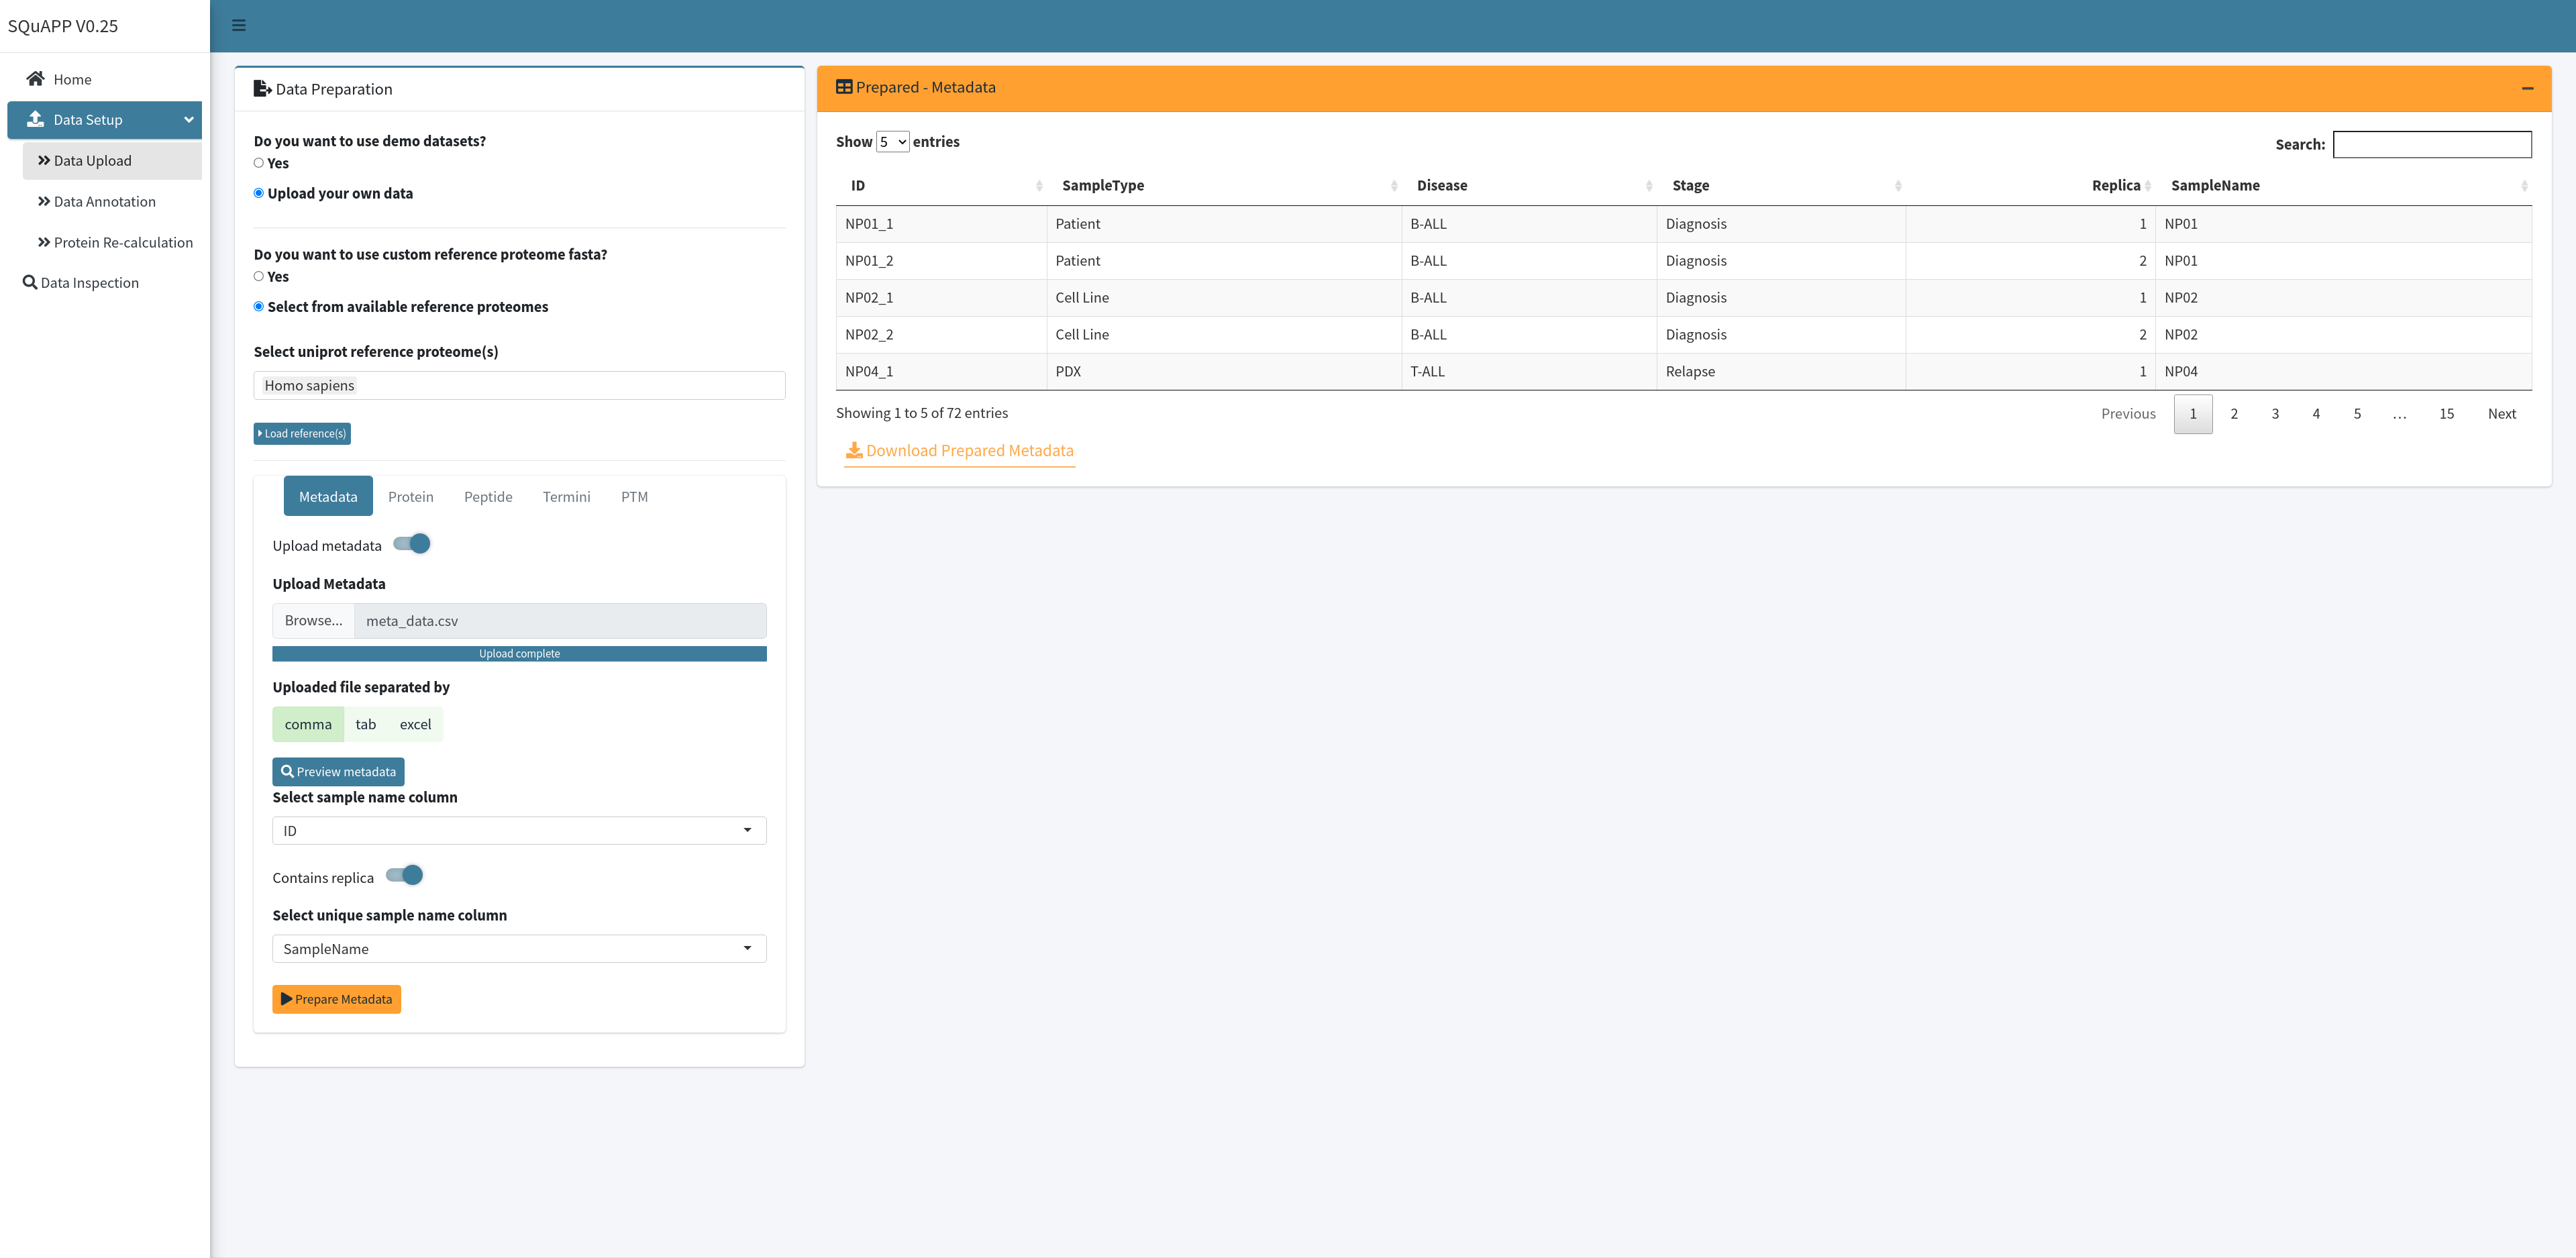 SQuAPP V0.25
Home
Data Setup
Data Upload
Data Annotation
Protein Re-calculation
Data Inspection
Data Preparation
Do you want to use demo datasets?
Yes
Upload your own data
Do you want to use custom reference proteome fasta?
Yes
Select from available reference proteomes
Select uniprot reference proteome(s)
Homo sapiens
Load reference(s)
Metadata Protein Peptide Termini PTM
Upload metadata
Upload Metadata
Browse... meta_data.csv
Upload complete
Uploaded file separated by
comma tab excel
Preview metadata
Select sample name column
ID
Contains replica
Select unique sample name column
SampleName
Prepare Metadata
Prepared - Metadata
Show 5 entries Search:
ID SampleType Disease Stage Replica SampleName
NP01_1 Patient B-ALL Diagnosis 1 NP01
NP01_2 Patient B-ALL Diagnosis 2 NP01
NP02_1 Cell Line B-ALL Diagnosis 1 NP02
NP02_2 Cell Line B-ALL Diagnosis 2 NP02
NP04_1 PDX T-ALL Relapse 1 NP04
Showing 1 to 5 of 72 entries Previous 1 2 3 4 5 … 15 Next
Download Prepared Metadata